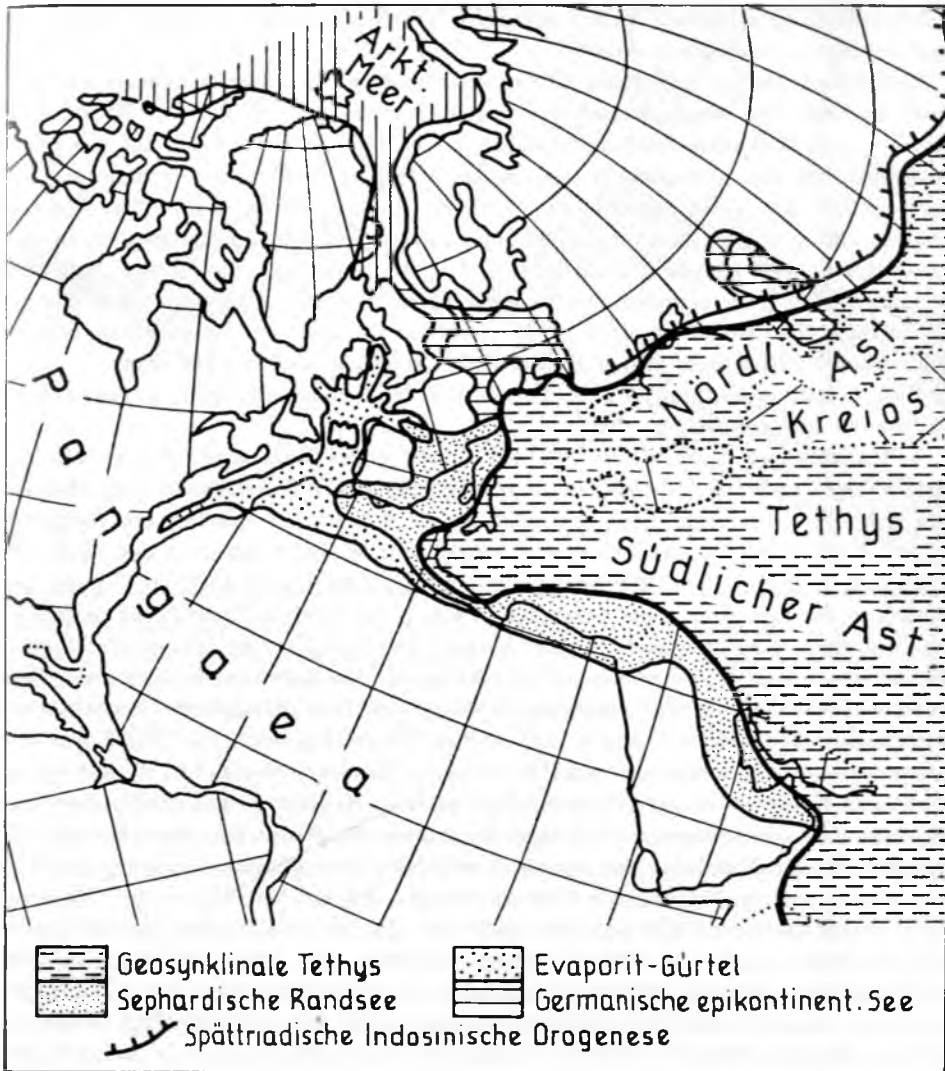 Arkt.
Meer
Nördl. Ast
Kreios
Tethys
Südlicher Ast
Pangaea
Geosynklinale Tethys
Sephardische Randsee
Evaporit-Gürtel
Germanische epikontinent. See
Spättriadische Indosinische Orogenese